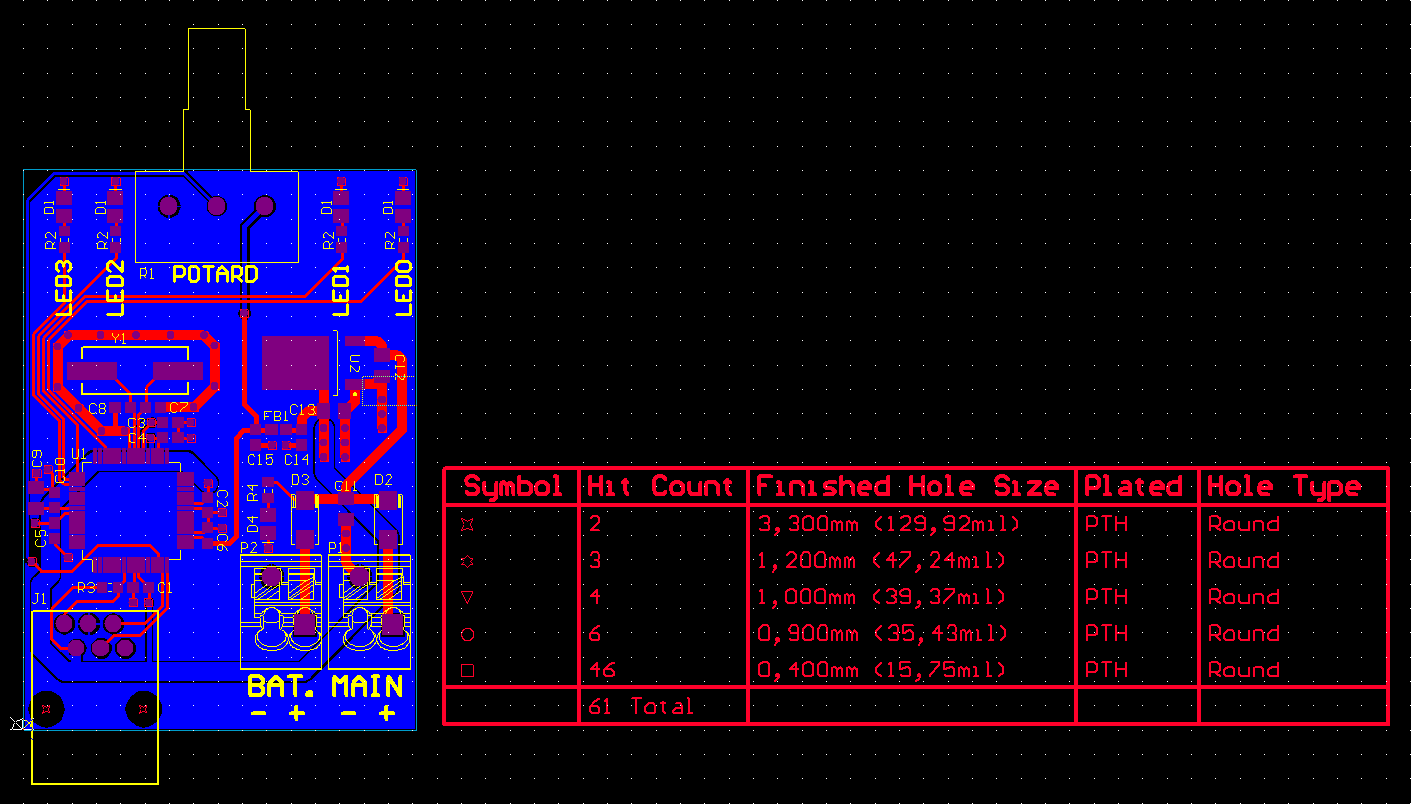 D1
D1
D1
D1
R2
R2
R2
R2
R1 POTARD
LED3
LED2
LED1
LED0
Y1
U2
C12
C8
C7
C13
C3
FB1
C4
C15
C14
U1
C9
C10
R4
D3
C11
D2
C2
D4
C5
C6
P2
P1
R3
C1
J1
BAT. MAIN
- + - +
Symbol Hit Count Finished Hole Size Plated Hole Type
2 3,300mm (129,92mil) PTH Round
3 1,200mm (47,24mil) PTH Round
4 1,000mm (39,37mil) PTH Round
6 0,900mm (35,43mil) PTH Round
46 0,400mm (15,75mil) PTH Round
61 Total